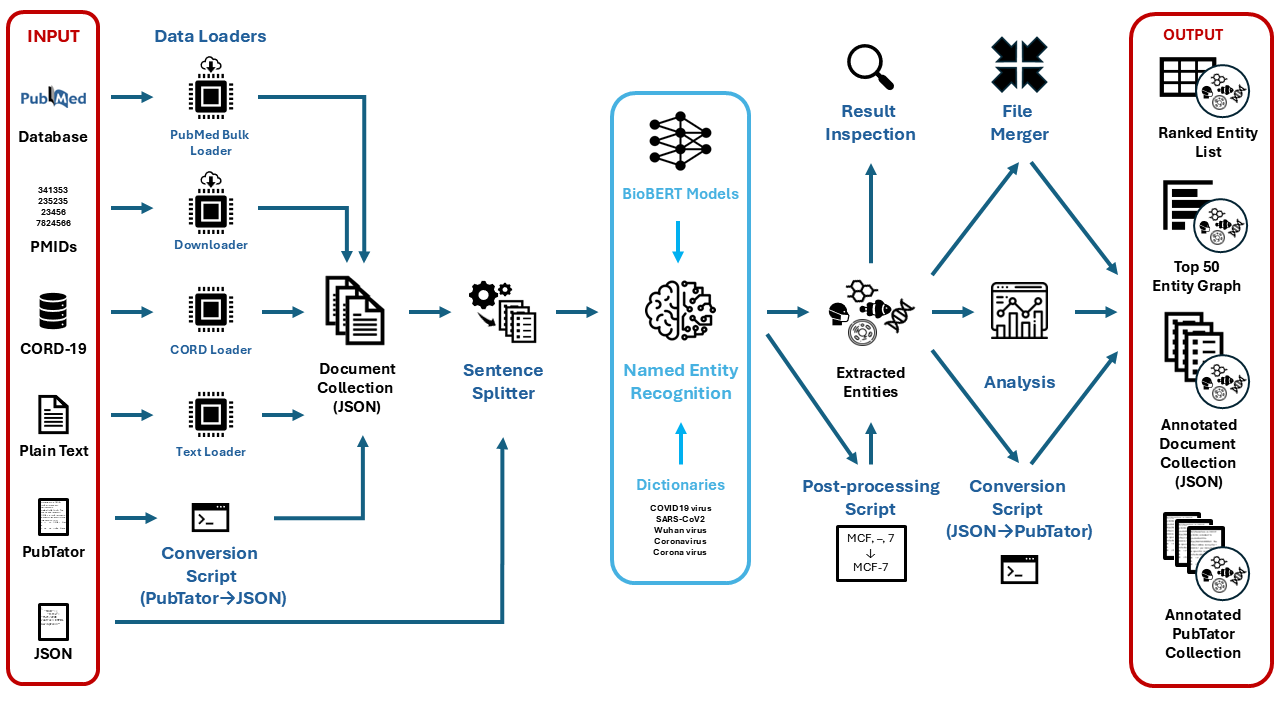 INPUT
PubMed
Database
341353
235235
23456
7824566
PMIDs
CORD-19
Plain Text
PubTator
JSON
Data Loaders
PubMed Bulk
Loader
Downloader
CORD Loader
Text Loader
Conversion
Script
(PubTator→JSON)
Document
Collection
(JSON)
Sentence
Splitter
BioBERT Models
Named Entity
Recognition
Dictionaries
COVID19 virus
SARS-CoV2
Wuhan virus
Coronavirus
Corona virus
Result
Inspection
Extracted
Entities
Post-processing
Script
MCF, –, 7
↓
MCF-7
File
Merger
Analysis
Conversion
Script
(JSON→PubTator)
OUTPUT
Ranked Entity
List
Top 50
Entity Graph
Annotated
Document
Collection
(JSON)
Annotated
PubTator
Collection